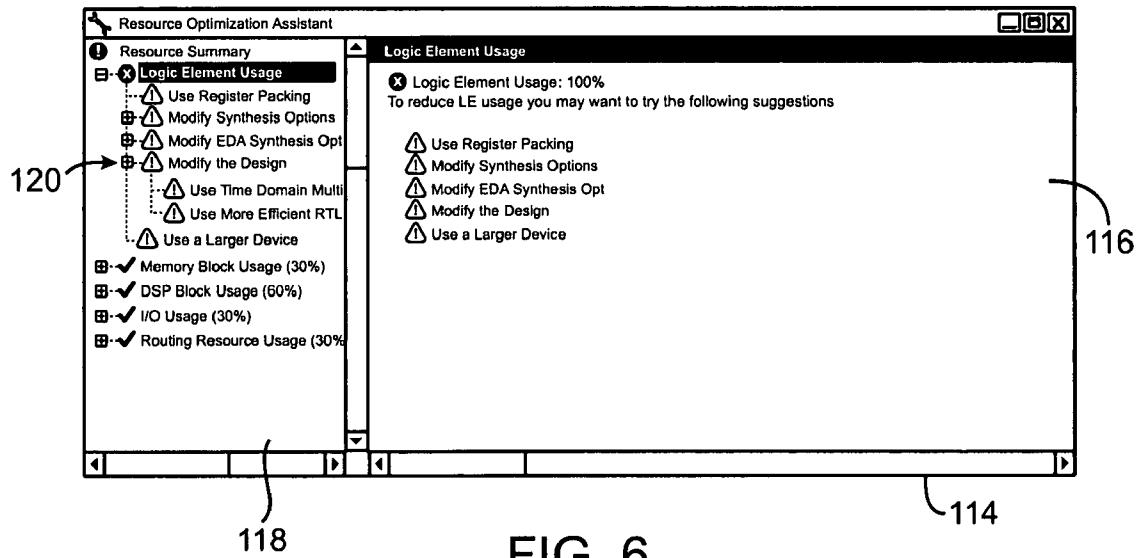 Resource Optimization Assistant
Resource Summary
Logic Element Usage
Use Register Packing
Modify Synthesis Options
Modify EDA Synthesis Opt
Modify the Design
Use Time Domain Multi
Use More Efficient RTL
Use a Larger Device
Memory Block Usage (30%)
DSP Block Usage (60%)
I/O Usage (30%)
Routing Resource Usage (30%
Logic Element Usage
Logic Element Usage: 100%
To reduce LE usage you may want to try the following suggestions
Use Register Packing
Modify Synthesis Options
Modify EDA Synthesis Opt
Modify the Design
Use a Larger Device
120
116
118
114
FIG. 6